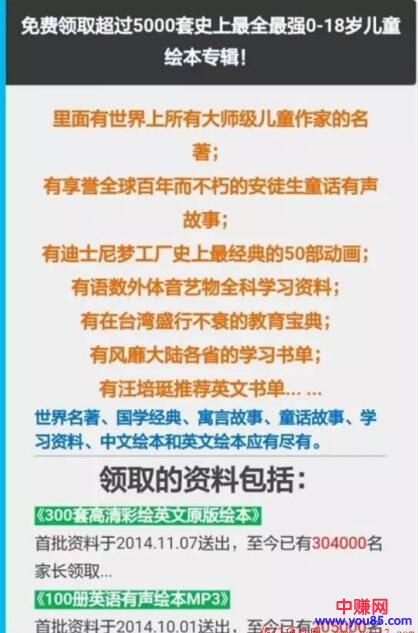 免费领取超过5000套史上最全最强0-18岁儿童
绘本专辑!
里面有世界上所有大师级儿童作家的名
著;
有享誉全球百年而不朽的安徒生童话有声
故事;
有迪士尼梦工厂史上最经典的50部动画;
有语数外体音艺物全科学习资料;
有在台湾盛行不衰的教育宝典;
有风靡大陆各省的学习书单;
有汪培珽推荐英文书单... ...
世界名著、国学经典、寓言故事、童话故事、学
习资料、中文绘本和英文绘本应有尽有。
领取的资料包括:
《300套高清彩绘英文原版绘本》
首批资料于2014.11.07送出,至今已有304000名
家长领取...
《100册英语有声绘本MP3》
首批资料于2014.10.01送出,至今已有405000名
中赚网
www.you85.com